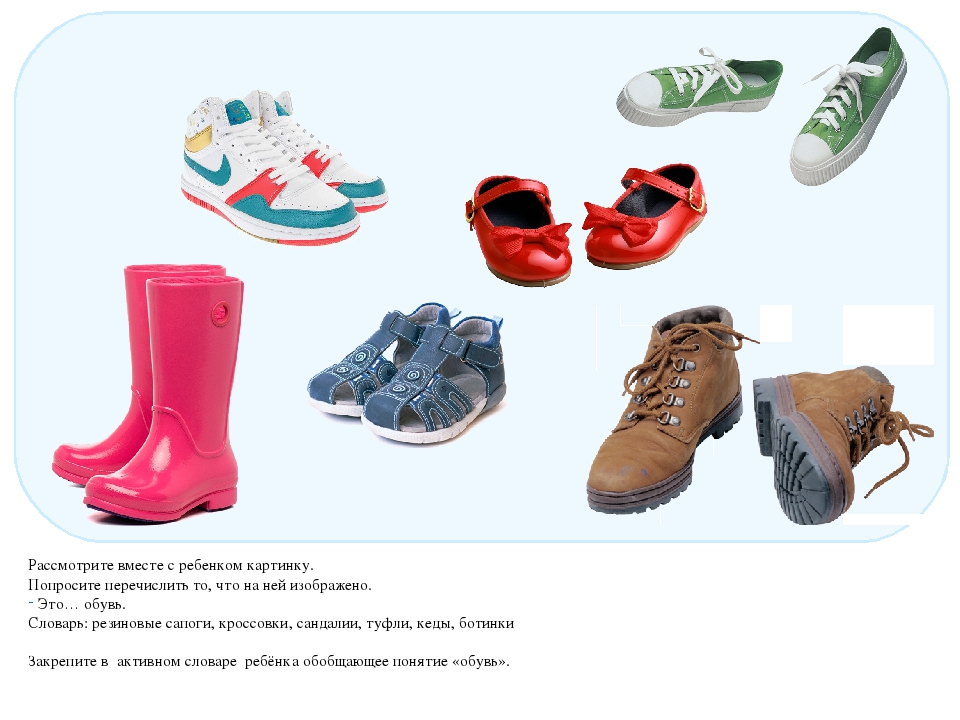 Рассмотрите вместе с ребенком картинку.
Попросите перечислить то, что на ней изображено.
- Это… обувь.
Словарь: резиновые сапоги, кроссовки, сандалии, туфли, кеды, ботинки
Закрепите в активном словаре ребёнка обобщающее понятие «обувь».